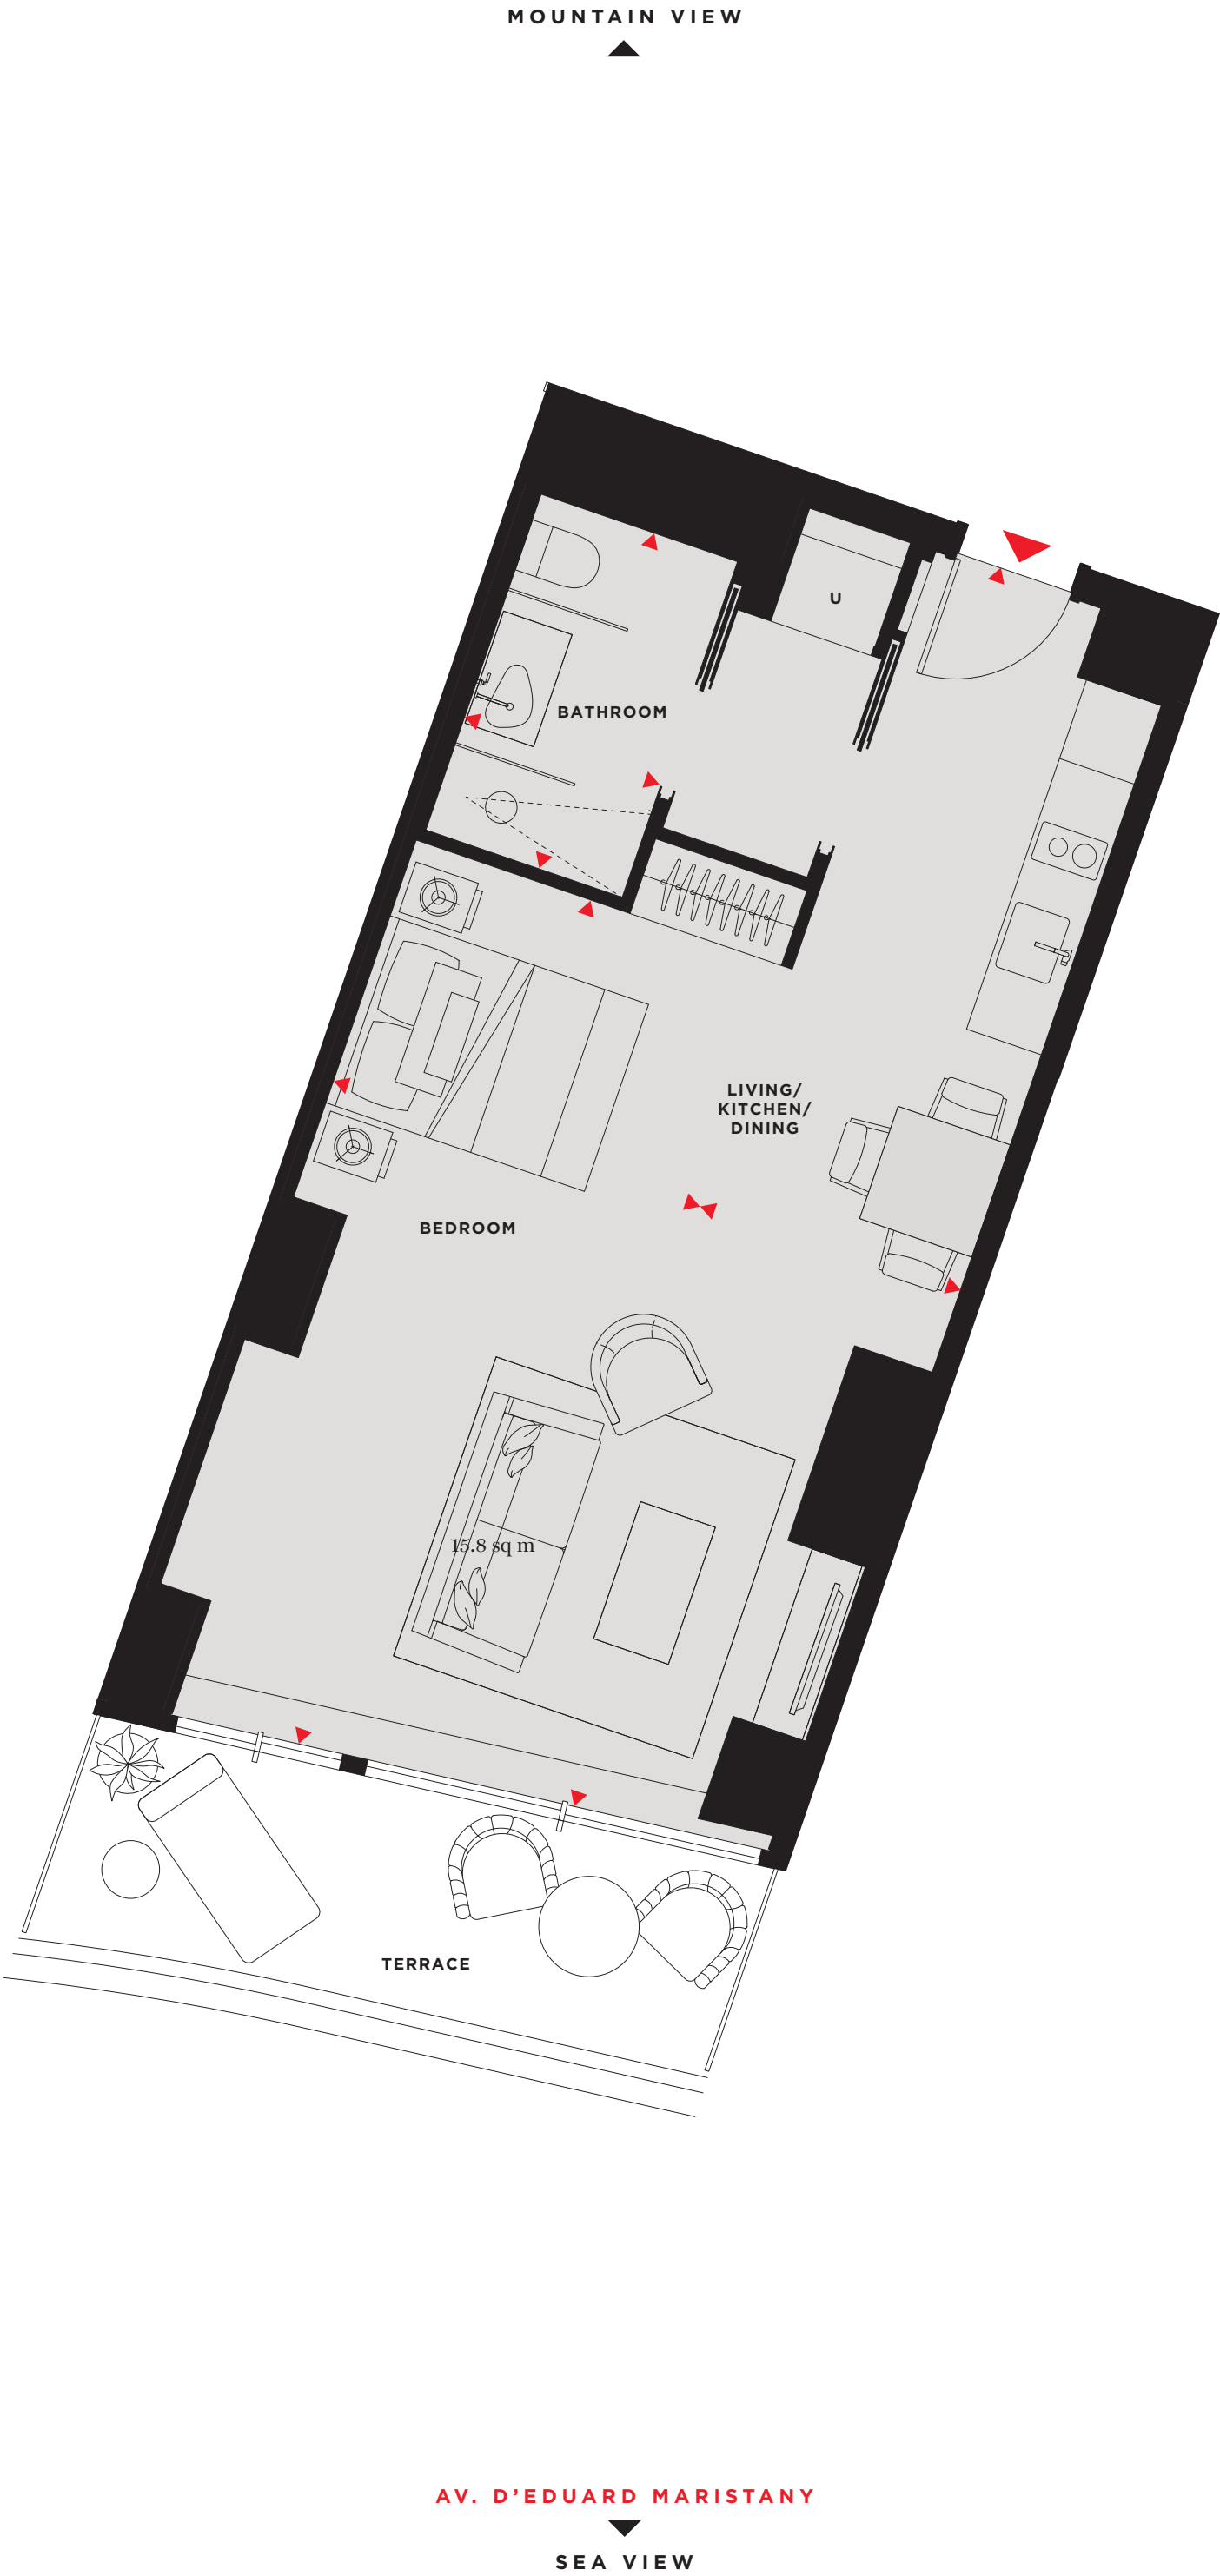 MOUNTAIN VIEW
U
BATHROOM
LIVING/
KITCHEN/
DINING
BEDROOM
15.8 sq m
TERRACE
AV. D’EDUARD MARISTANY
SEA VIEW